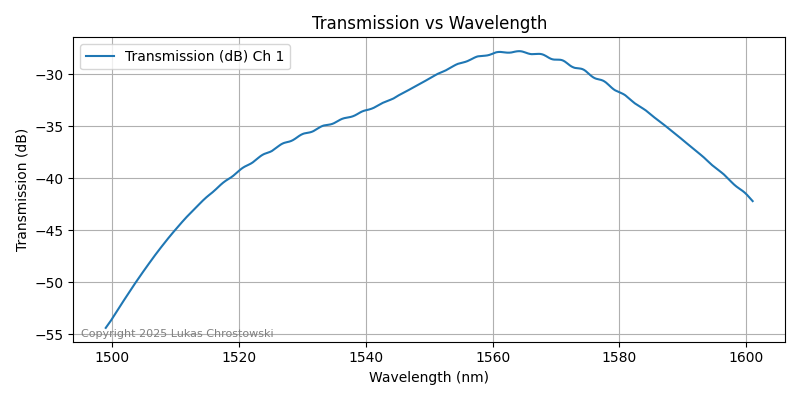 Transmission vs Wavelength
Transmission (dB) Ch 1
Transmission (dB)
−30
−35
−40
−45
−50
−55
Copyright 2025 Lukas Chrostowski
1500 1520 1540 1560 1580 1600
Wavelength (nm)